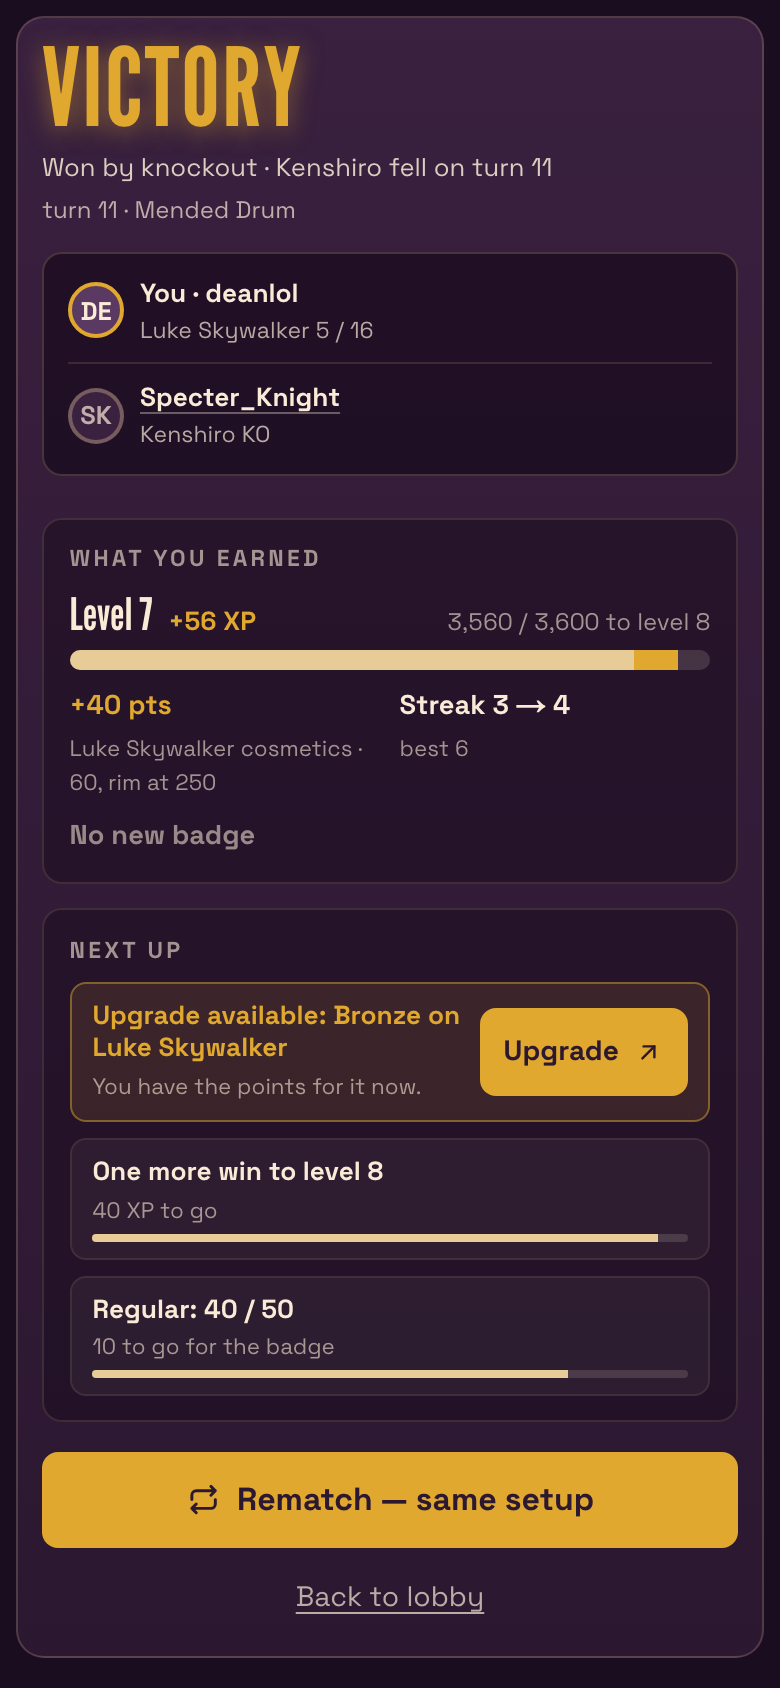 VICTORY
Won by knockout · Kenshiro fell on turn 11
turn 11 · Mended Drum
DE
You · deanlol
Luke Skywalker 5 / 16
SK
Specter_Knight
Kenshiro KO
WHAT YOU EARNED
Level 7 +56 XP 3,560 / 3,600 to level 8
+40 pts
Luke Skywalker cosmetics ·
60, rim at 250
Streak 3 → 4
best 6
No new badge
NEXT UP
Upgrade available: Bronze on
Luke Skywalker
You have the points for it now.
Upgrade ↗
One more win to level 8
40 XP to go
Regular: 40 / 50
10 to go for the badge
Rematch — same setup
Back to lobby